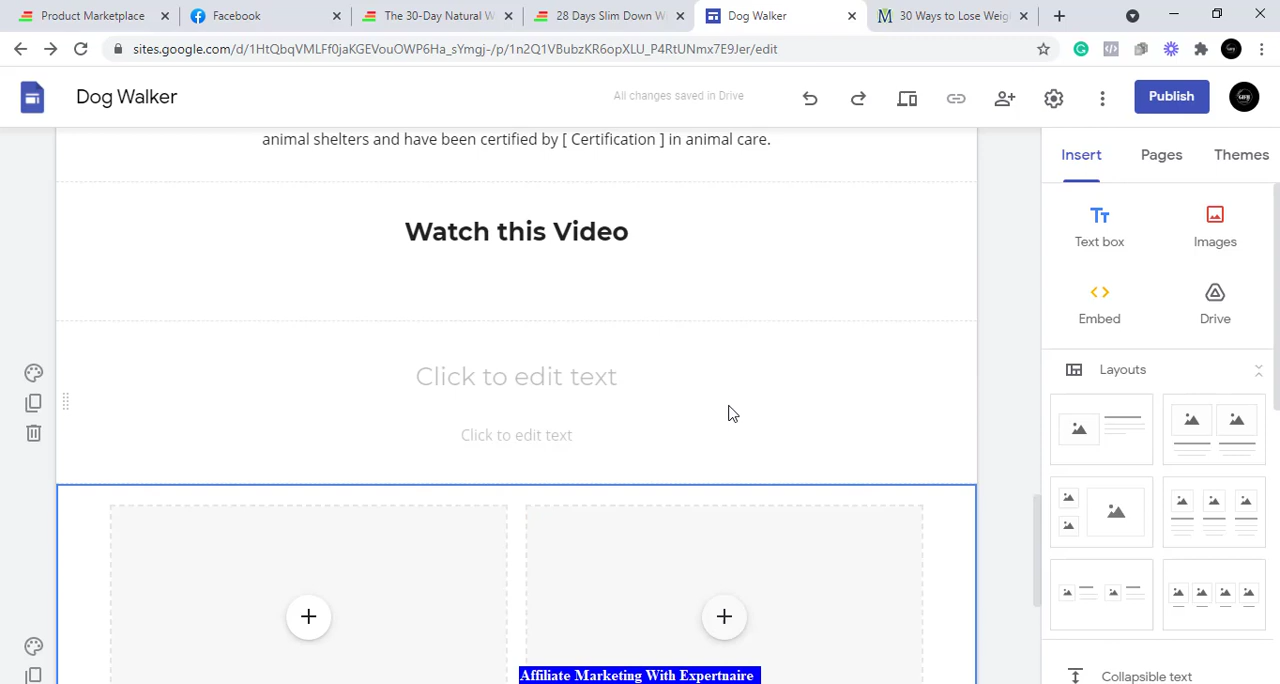 Product Marketplace
Facebook
The 30-Day Natural W
28 Days Slim Down W
Dog Walker
30 Ways to Lose Weig
sites.google.com/d/1HtQbqVMLFf0jaKGEVouOWP6Ha_sYmgj-/p/1n2Q1VBubzKR6opXLU_P4RtUNmx7E9Jer/edit
Dog Walker
All changes saved in Drive
Publish
animal shelters and have been certified by [ Certification ] in animal care.
Watch this Video
Click to edit text
Click to edit text
Affiliate Marketing With Expertnaire
Insert
Pages
Themes
Text box
Images
Embed
Drive
Layouts
Collapsible text